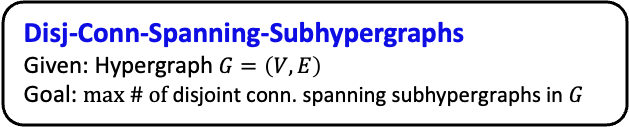 Disj-Conn-Spanning-Subhypergraphs
Given: Hypergraph G = (V, E)
Goal: max # of disjoint conn. spanning subhypergraphs in G